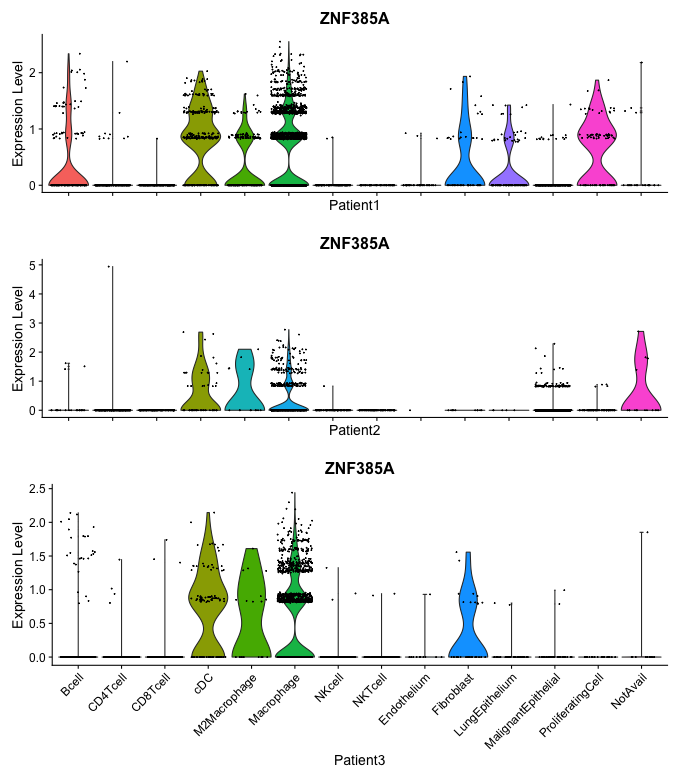 ZNF385A
Expression Level
2
1
0
Patient1
ZNF385A
Expression Level
5
4
3
2
1
0
Patient2
ZNF385A
Expression Level
2.5
2.0
1.5
1.0
0.5
0.0
Bcell
CD4Tcell
CD8Tcell
cDC
M2Macrophage
Macrophage
NKcell
NKTcell
Endothelium
Fibroblast
LungEpithelium
MalignantEpithelial
ProliferatingCell
NotAvail
Patient3